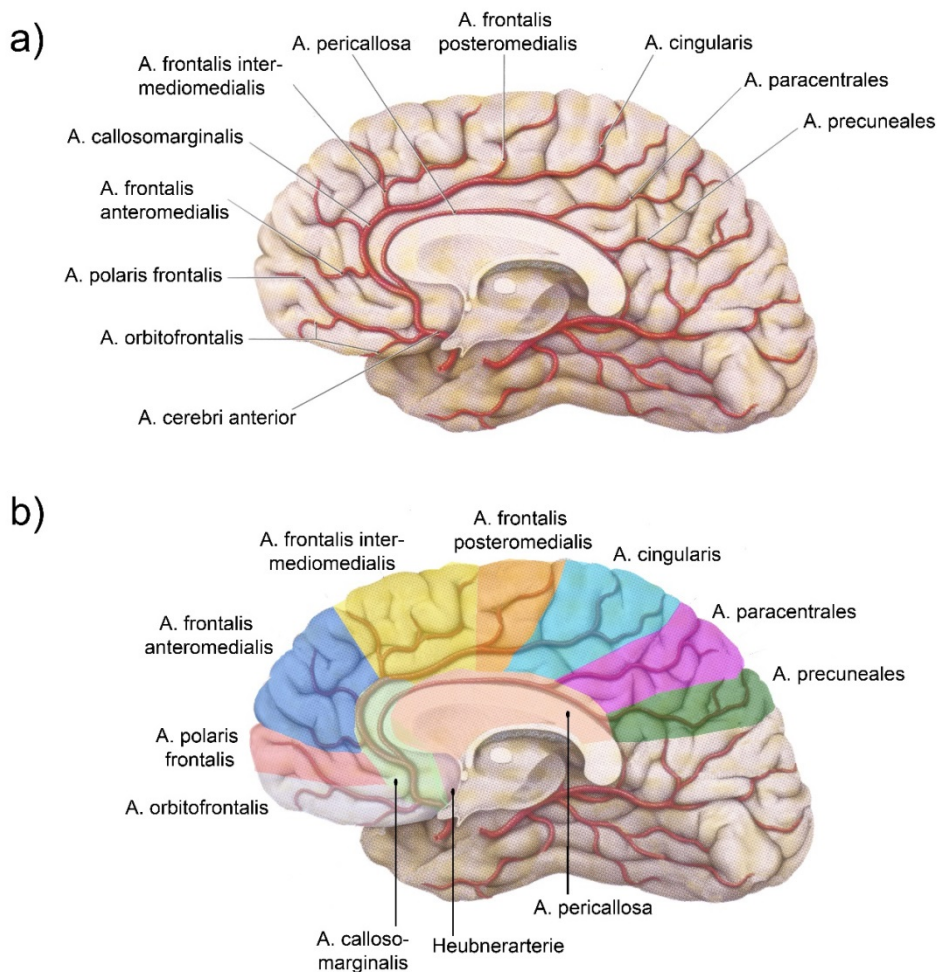 a)
A. pericallosa
A. frontalis
posteromedialis
A. cingularis
A. frontalis inter-
mediomedialis
A. paracentrales
A. callosomarginalis
A. precuneales
A. frontalis
anteromedialis
A. polaris frontalis
A. orbitofrontalis
A. cerebri anterior
b)
A. frontalis inter-
mediomedialis
A. frontalis
posteromedialis
A. cingularis
A. frontalis
anteromedialis
A. paracentrales
A. precuneales
A. polaris
frontalis
A. orbitofrontalis
A. pericallosa
A. calloso-
marginalis
Heubnerarterie